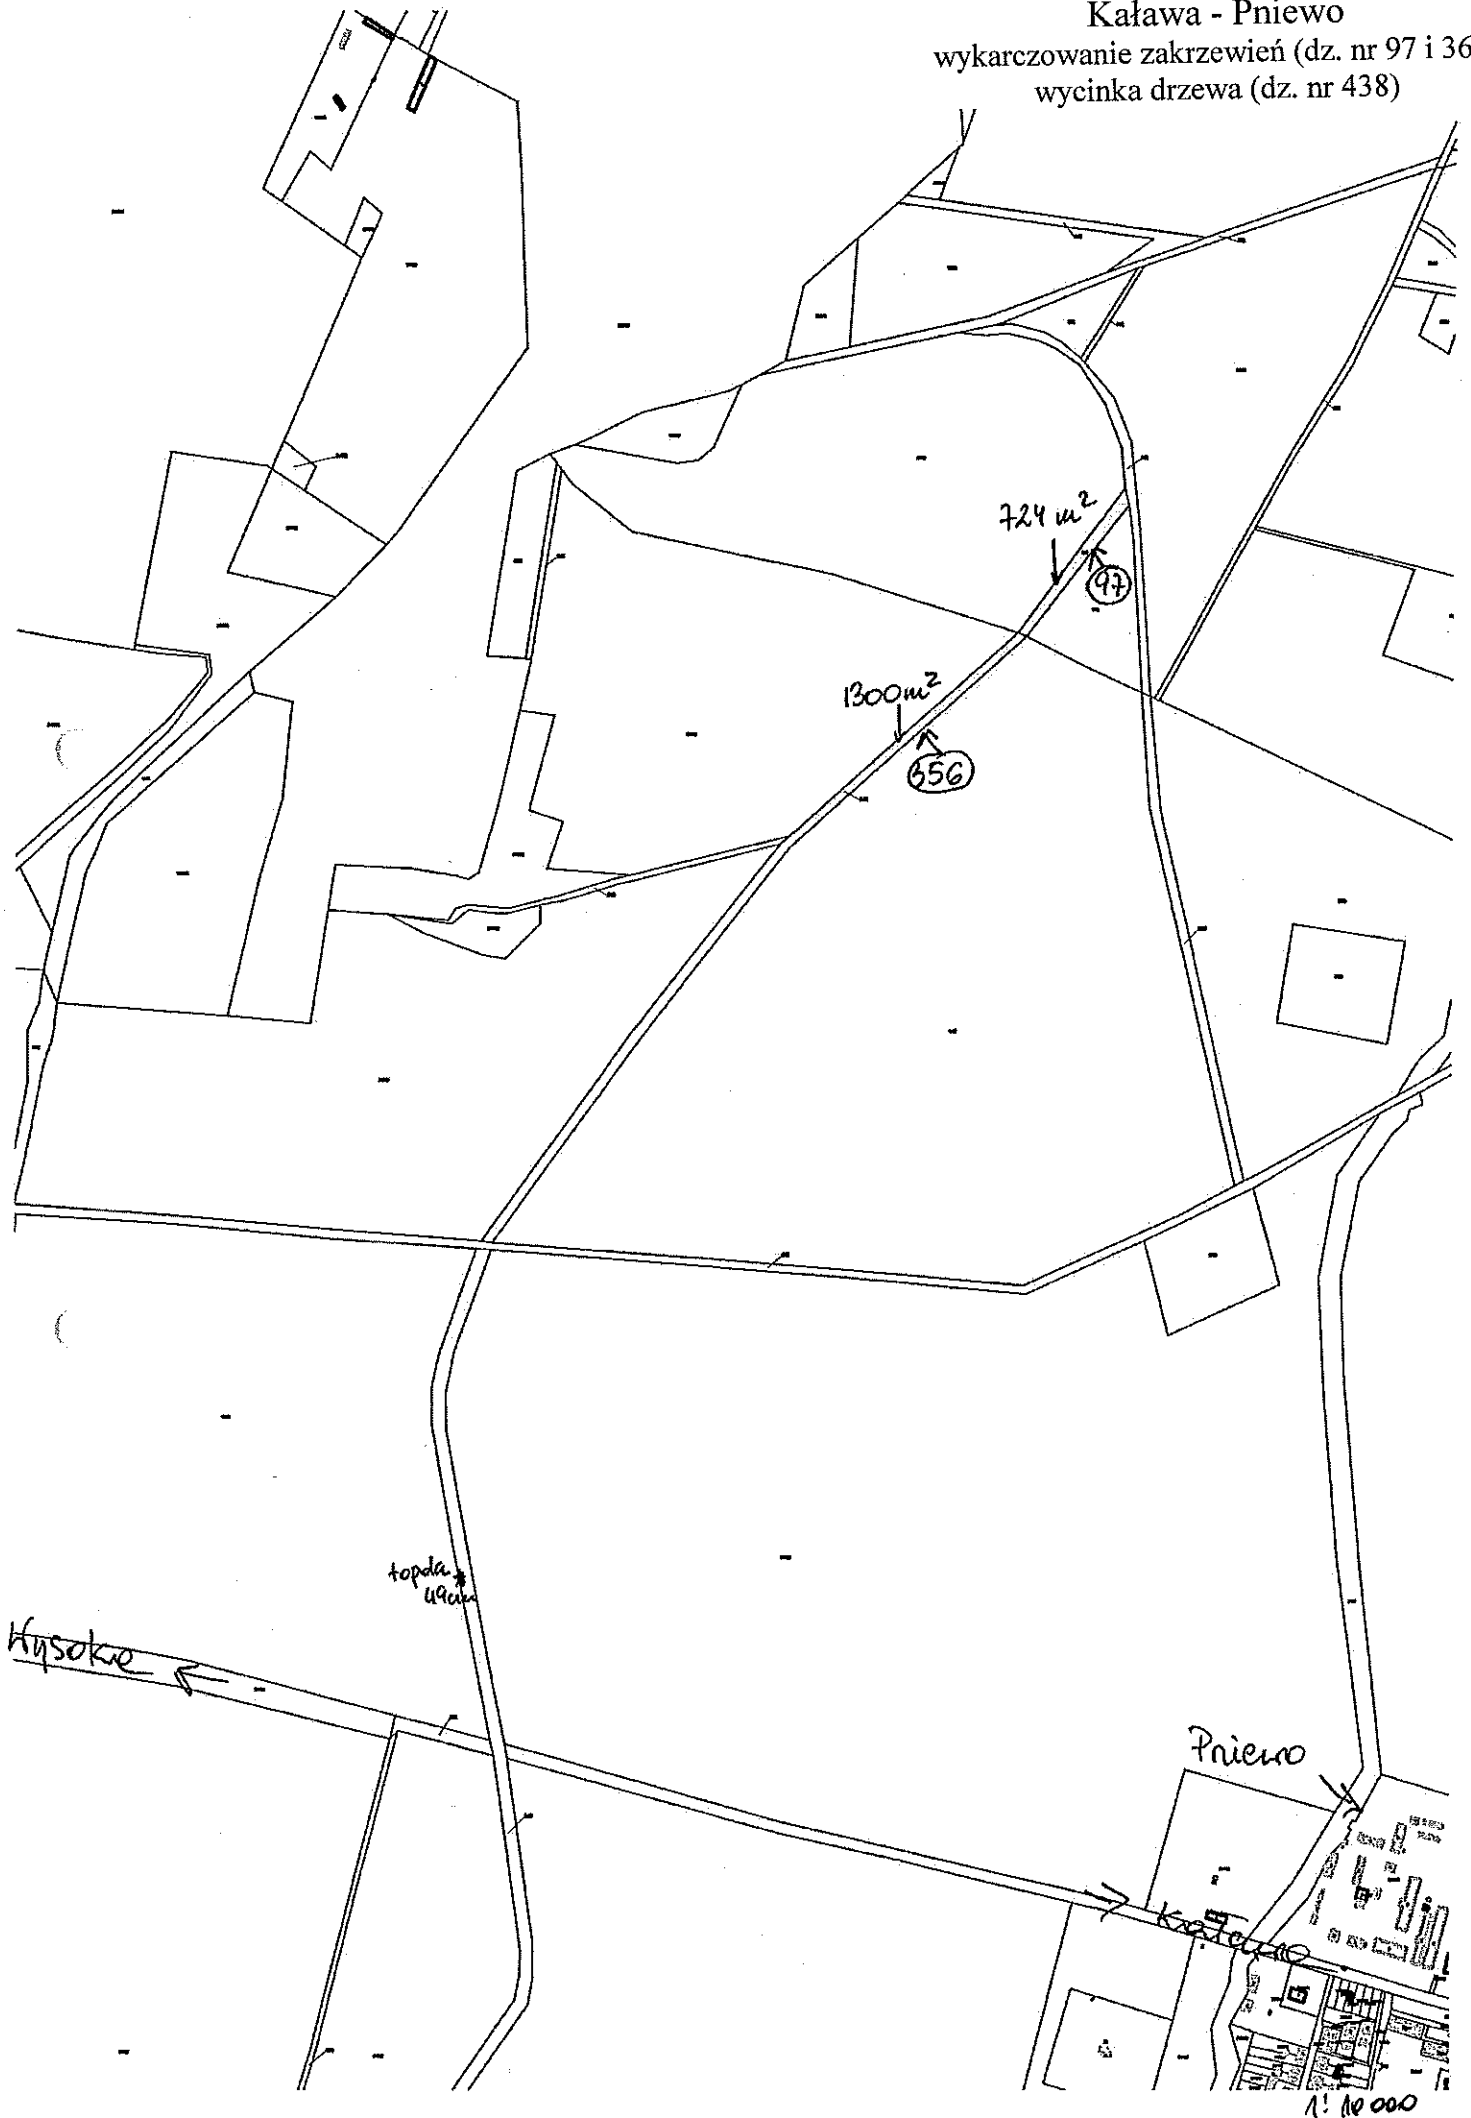 Kaława - Pniewo
wykarczowanie zakrzewień (dz. nr 97 i 36
wycinka drzewa (dz. nr 438)
724 m²
97
1300m²
356
topola
49cm
Wysokie
Pniewo
1:10 000